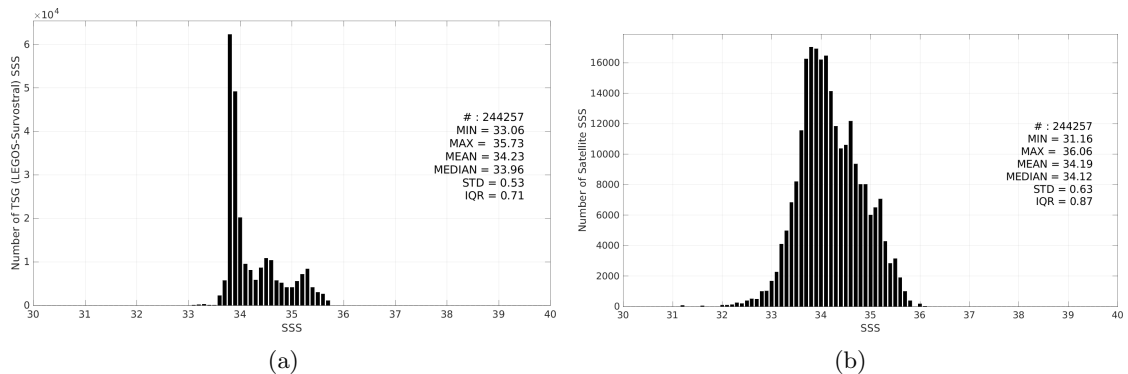 ×10⁴
6
5
4
3
2
1
0
Number of TSG (LEGOS-Survostral) SSS
# : 244257
MIN = 33.06
MAX = 35.73
MEAN = 34.23
MEDIAN = 33.96
STD = 0.53
IQR = 0.71
30 31 32 33 34 35 36 37 38 39 40
SSS
(a)
16000
14000
12000
10000
8000
6000
4000
2000
0
Number of Satellite SSS
# : 244257
MIN = 31.16
MAX = 36.06
MEAN = 34.19
MEDIAN = 34.12
STD = 0.63
IQR = 0.87
30 31 32 33 34 35 36 37 38 39 40
SSS
(b)